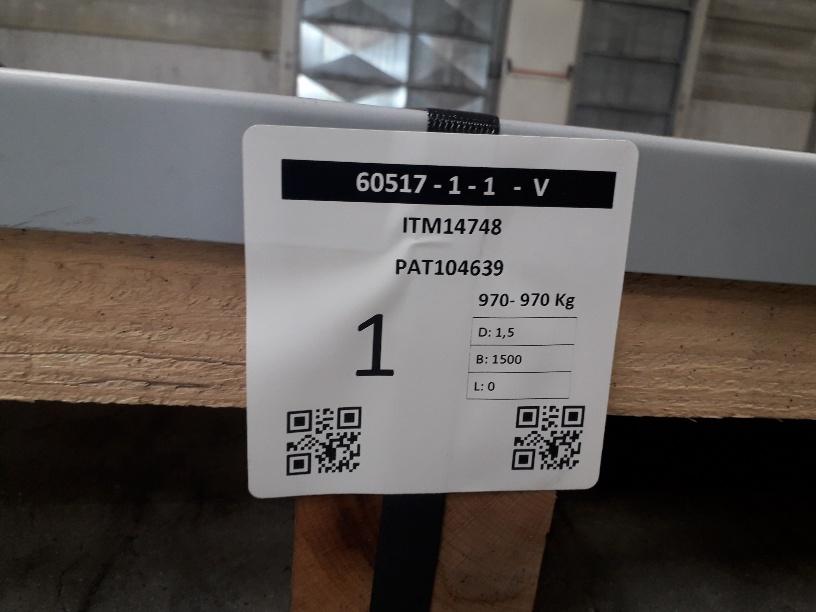 60517 - 1 - 1 - V
ITM14748
PAT104639
970- 970 Kg
1
D: 1,5
B: 1500
L: 0